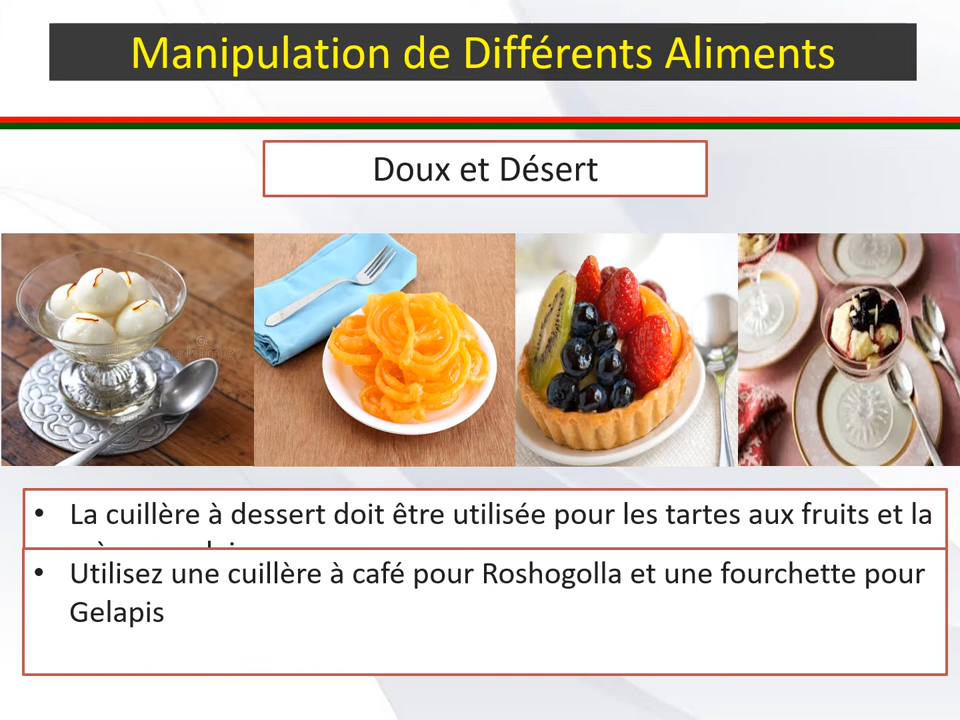 Manipulation de Différents Aliments
Doux et Désert
• La cuillère à dessert doit être utilisée pour les tartes aux fruits et la
• Utilisez une cuillère à café pour Roshogolla et une fourchette pour
Gelapis